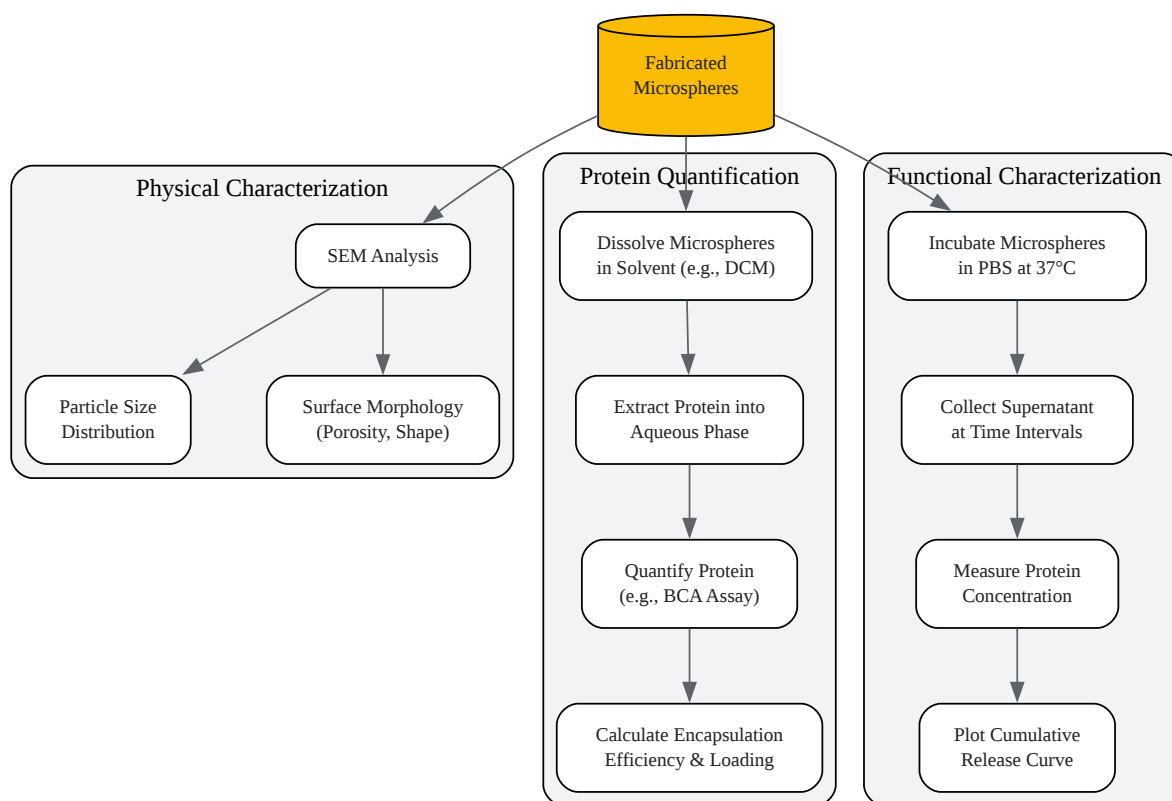 Fabricated
Microspheres
Physical Characterization
SEM Analysis
Particle Size
Distribution
Surface Morphology
(Porosity, Shape)
Protein Quantification
Dissolve Microspheres
in Solvent (e.g., DCM)
Extract Protein into
Aqueous Phase
Quantify Protein
(e.g., BCA Assay)
Calculate Encapsulation
Efficiency & Loading
Functional Characterization
Incubate Microspheres
in PBS at 37°C
Collect Supernatant
at Time Intervals
Measure Protein
Concentration
Plot Cumulative
Release Curve